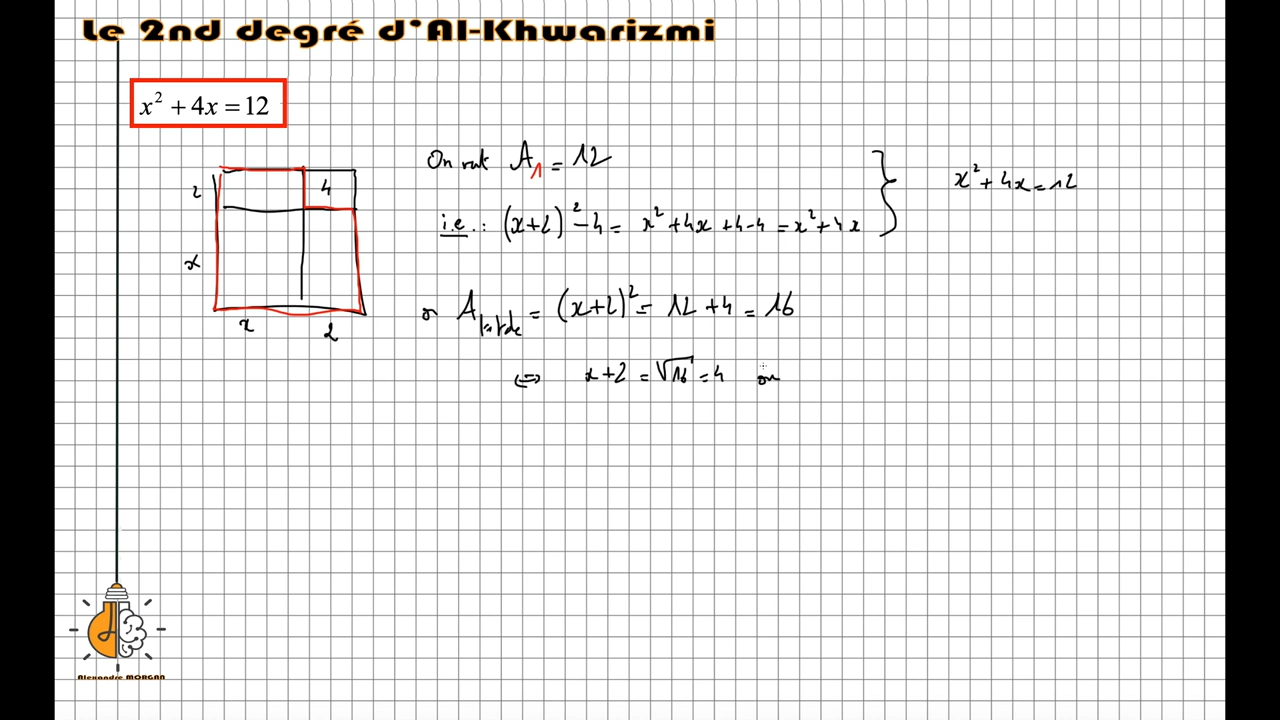 Le 2nd degré d'Al-Khwarizmi
x² + 4x = 12
2 4
x
x 2
On veut A₁ = 12
i.e.: (x+2)² - 4 = x² + 4x + 4 - 4 = x² + 4x
x² + 4x = 12
or A = (x+2)² = 12 + 4 = 16
⇔ x+2 = √16 = 4 ou
Alexandre MORGAN